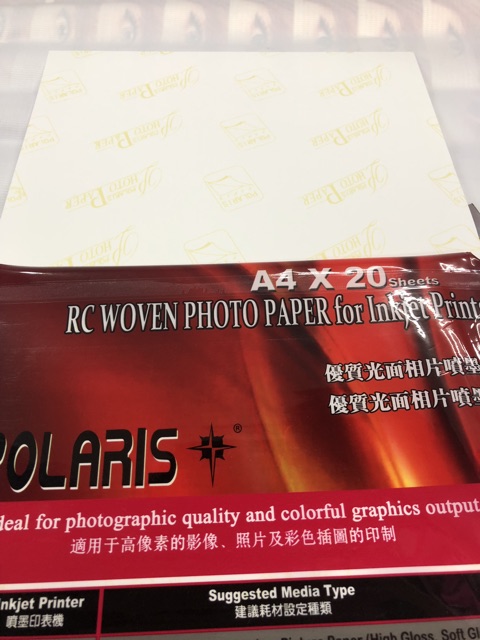 A4 X 20 Sheets
RC WOVEN PHOTO PAPER for Inkjet
優質光面相片噴墨
優質光面相片噴墨
POLARIS ®
deal for photographic quality and colorful graphics output
適用于高像素的影像、照片及彩色插圖的印制
Inkjet Printer
噴墨印表機
Suggested Media Type
建議耗材設定種類